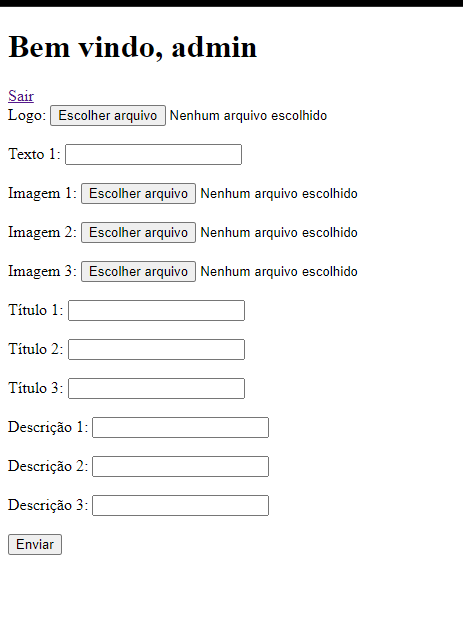 Bem vindo, admin
Sair
Logo: Escolher arquivo Nenhum arquivo escolhido
Texto 1:
Imagem 1: Escolher arquivo Nenhum arquivo escolhido
Imagem 2: Escolher arquivo Nenhum arquivo escolhido
Imagem 3: Escolher arquivo Nenhum arquivo escolhido
Título 1:
Título 2:
Título 3:
Descrição 1:
Descrição 2:
Descrição 3:
Enviar